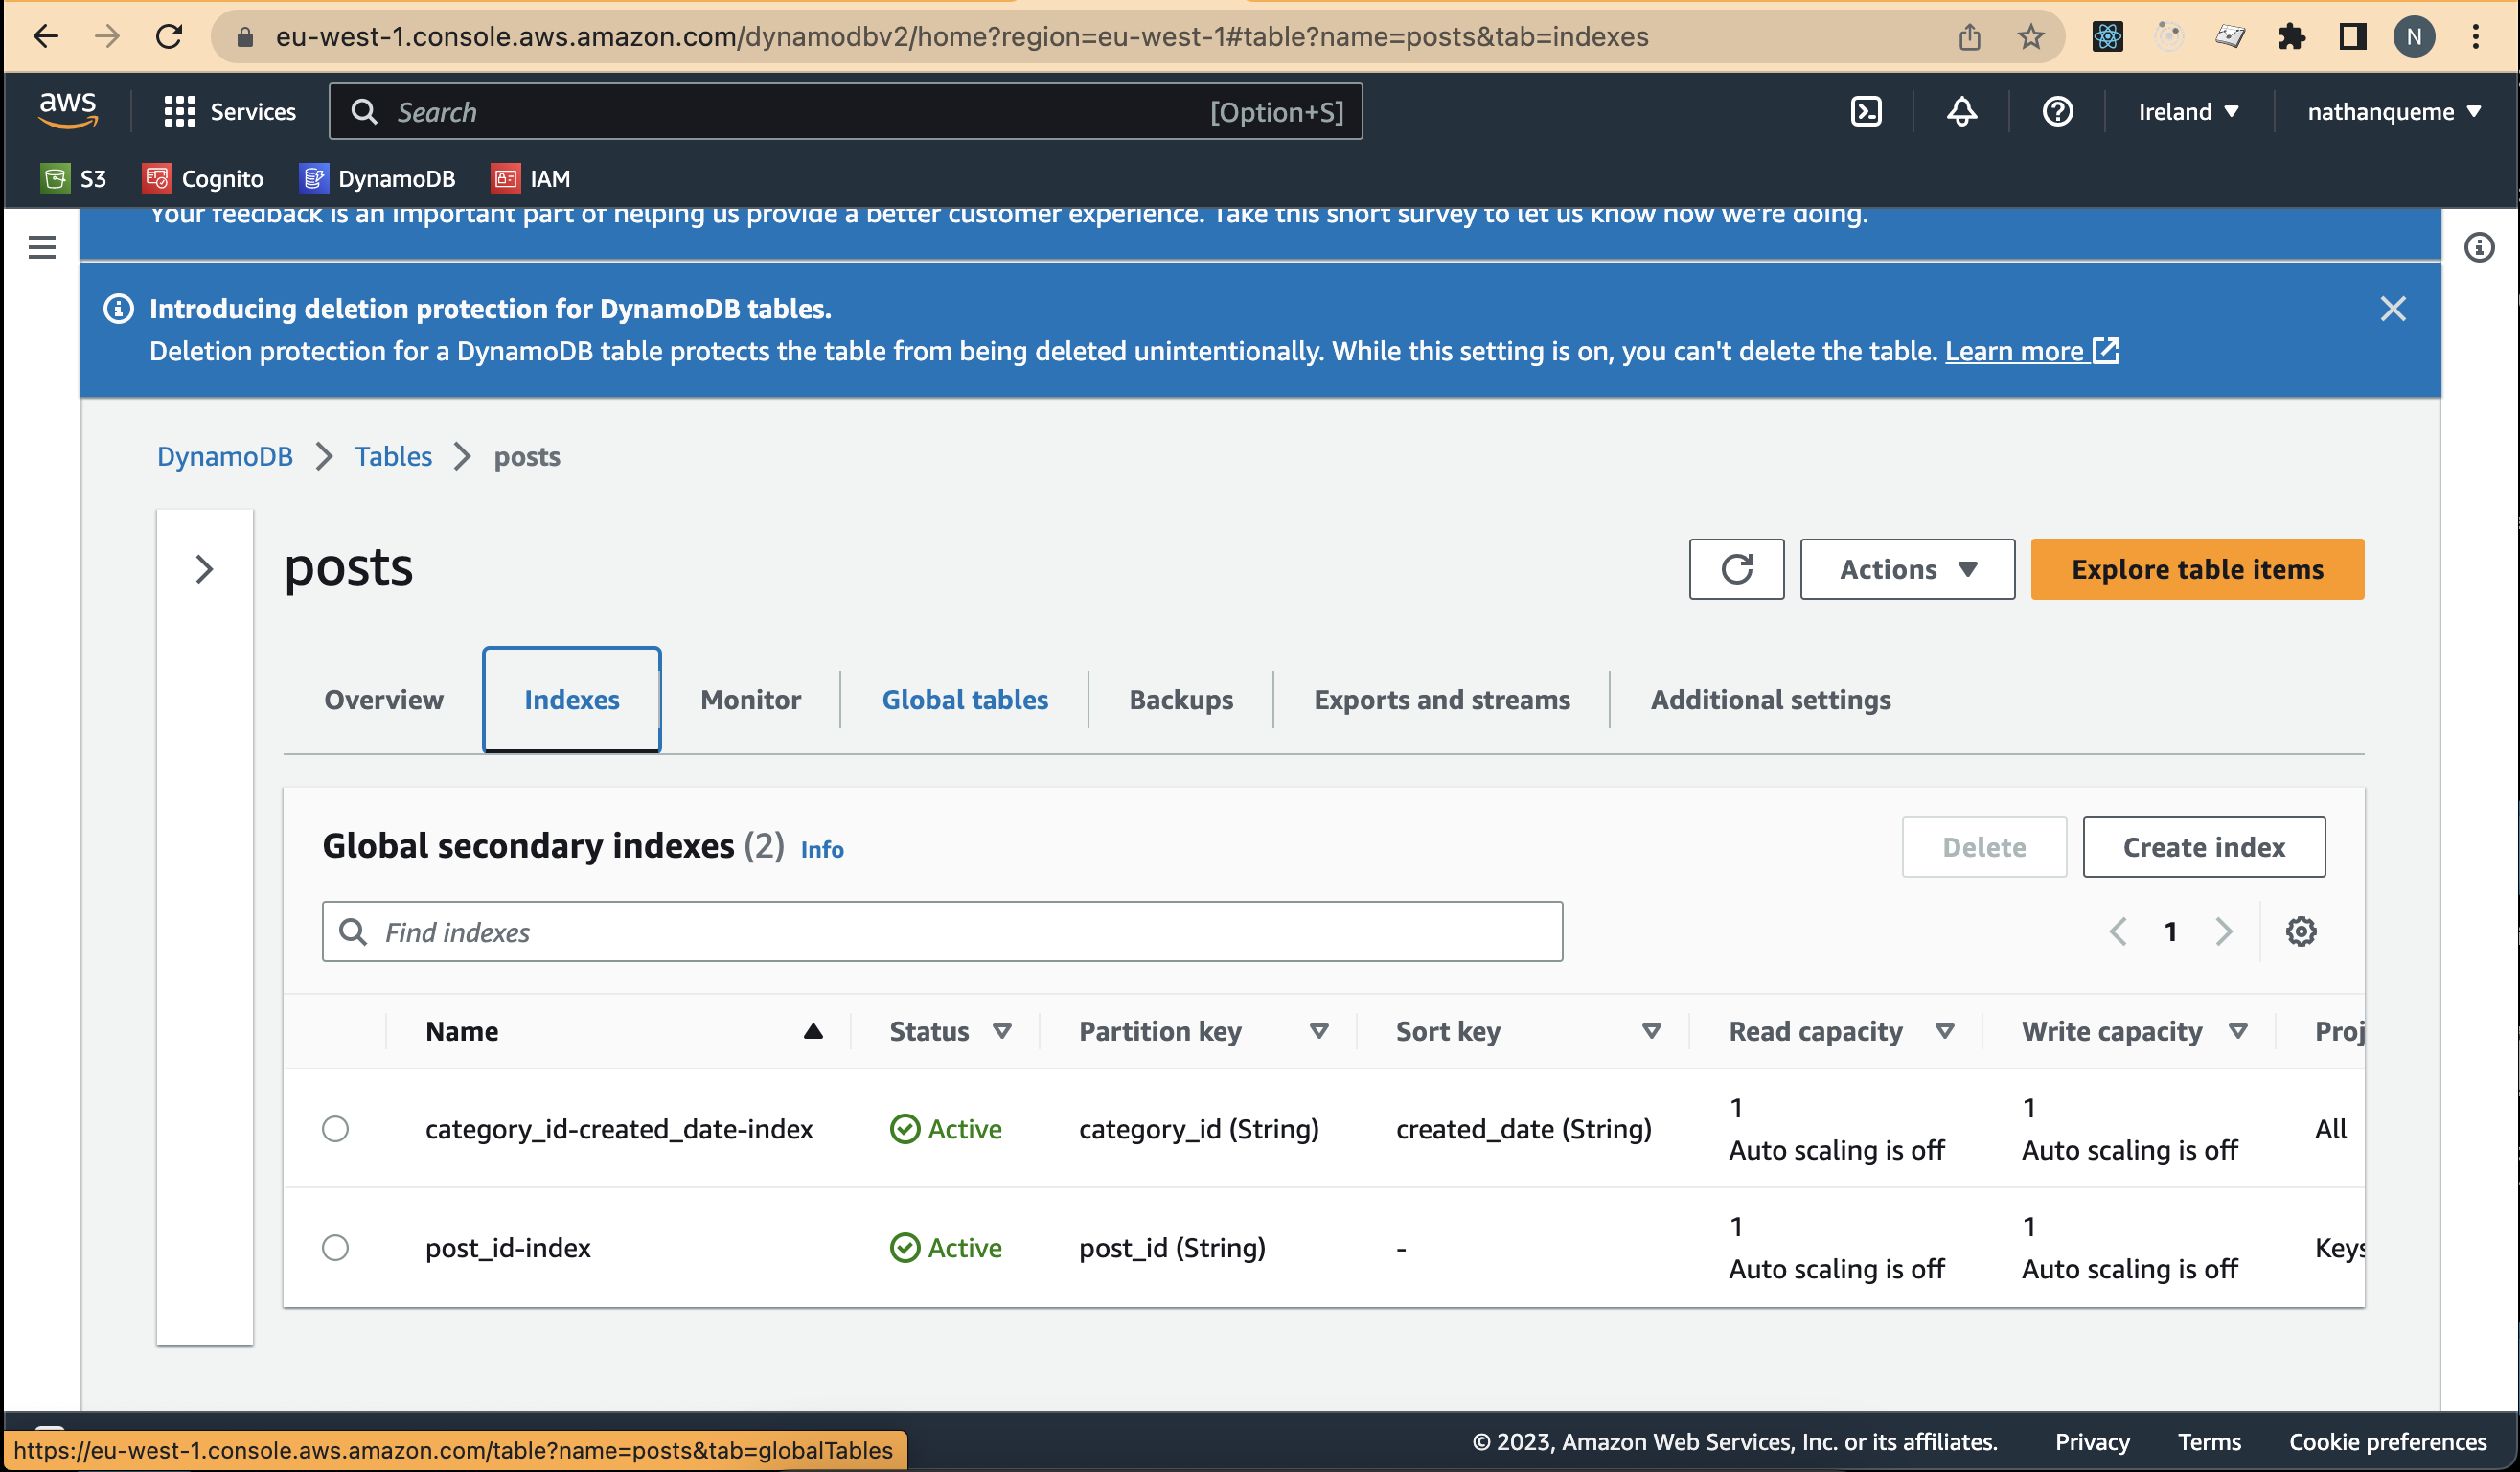 eu-west-1.console.aws.amazon.com/dynamodbv2/home?region=eu-west-1#table?name=posts&tab=indexes
N
aws
Services
Search
[Option+S]
Ireland
nathanqueme
S3
Cognito
DynamoDB
IAM
Your feedback is an important part of helping us provide a better customer experience. Take this short survey to let us know how we're doing.
Introducing deletion protection for DynamoDB tables.
Deletion protection for a DynamoDB table protects the table from being deleted unintentionally. While this setting is on, you can't delete the table. Learn more
DynamoDB
Tables
posts
posts
Actions
Explore table items
Overview
Indexes
Monitor
Global tables
Backups
Exports and streams
Additional settings
Global secondary indexes (2) Info
Delete
Create index
Find indexes
1
Name
Status
Partition key
Sort key
Read capacity
Write capacity
Proj
category_id-created_date-index
Active
category_id (String)
created_date (String)
1
Auto scaling is off
1
Auto scaling is off
All
post_id-index
Active
post_id (String)
-
1
Auto scaling is off
1
Auto scaling is off
Keys
https://eu-west-1.console.aws.amazon.com/table?name=posts&tab=globalTables
© 2023, Amazon Web Services, Inc. or its affiliates.
Privacy
Terms
Cookie preferences